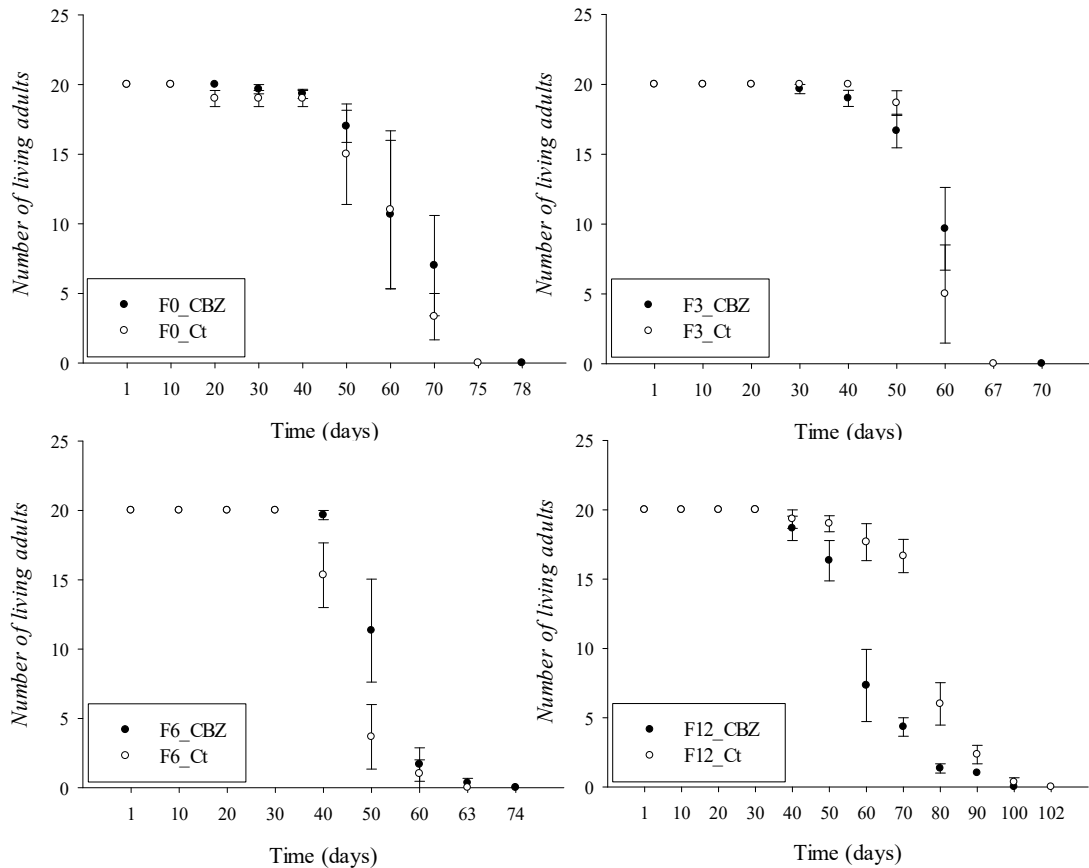 Number of living adults
25
20
15
10
5
0
F0_CBZ
F0_Ct
1 10 20 30 40 50 60 70 75 78
Time (days)
Number of living adults
25
20
15
10
5
0
F3_CBZ
F3_Ct
1 10 20 30 40 50 60 67 70
Time (days)
Number of living adults
25
20
15
10
5
0
F6_CBZ
F6_Ct
1 10 20 30 40 50 60 63 74
Time (days)
Number of living adults
25
20
15
10
5
0
F12_CBZ
F12_Ct
1 10 20 30 40 50 60 70 80 90 100 102
Time (days)